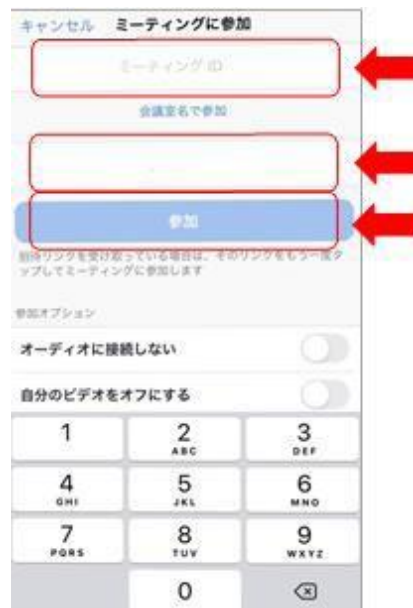 キャンセル ミーティングに参加
ミーティング ID
会議室名で参加
参加
招待リンクを受け取っている場合は、そのリンクをもう一度タ
ップしてミーティングに参加します
参加オプション
オーディオに接続しない
自分のビデオをオフにする
1 2 3
ABC DEF
4 5 6
GHI JKL MNO
7 8 9
PQRS TUV WXYZ
0